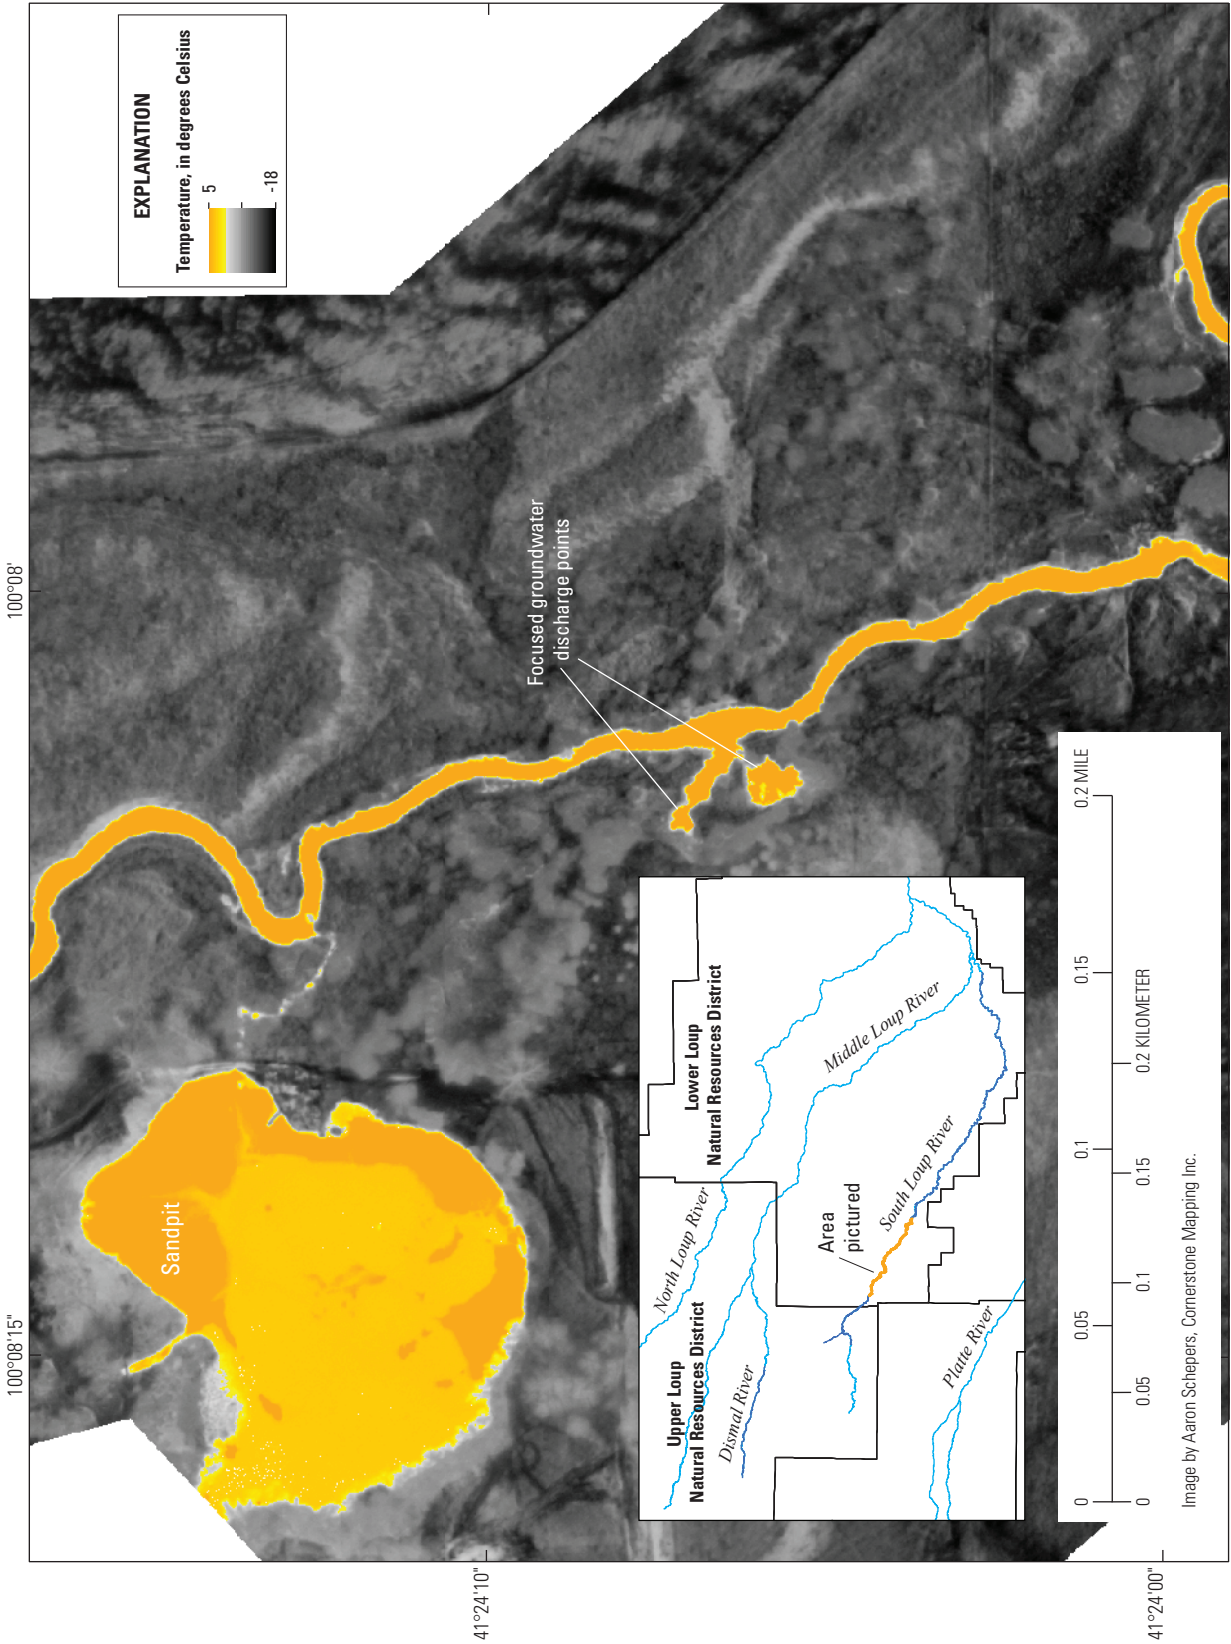 100°08'15"
100°08'
41°24'10"
41°24'00"
EXPLANATION
Temperature, in degrees Celsius
5
-18
Sandpit
Focused groundwater
discharge points
Upper Loup
Natural Resources District
Lower Loup
Natural Resources District
North Loup River
Middle Loup River
Dismal River
South Loup River
Platte River
Area
pictured
0
0.05
0.1
0.15
0.2 MILE
0
0.05
0.1
0.15
0.2 KILOMETER
Image by Aaron Schepers, Cornerstone Mapping Inc.